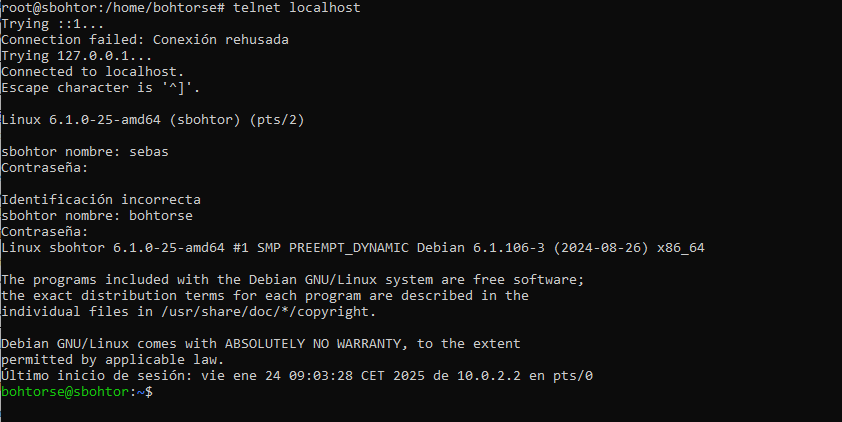 root@sbohtor:/home/bohtorse# telnet localhost
Trying ::1...
Connection failed: Conexión rehusada
Trying 127.0.0.1...
Connected to localhost.
Escape character is '^]'.
Linux 6.1.0-25-amd64 (sbohtor) (pts/2)
sbohtor nombre: sebas
Contraseña:
Identificación incorrecta
sbohtor nombre: bohtorse
Contraseña:
Linux sbohtor 6.1.0-25-amd64 #1 SMP PREEMPT_DYNAMIC Debian 6.1.106-3 (2024-08-26) x86_64
The programs included with the Debian GNU/Linux system are free software;
the exact distribution terms for each program are described in the
individual files in /usr/share/doc/*/copyright.
Debian GNU/Linux comes with ABSOLUTELY NO WARRANTY, to the extent
permitted by applicable law.
Último inicio de sesión: vie ene 24 09:03:28 CET 2025 de 10.0.2.2 en pts/0
bohtorse@sbohtor:~$